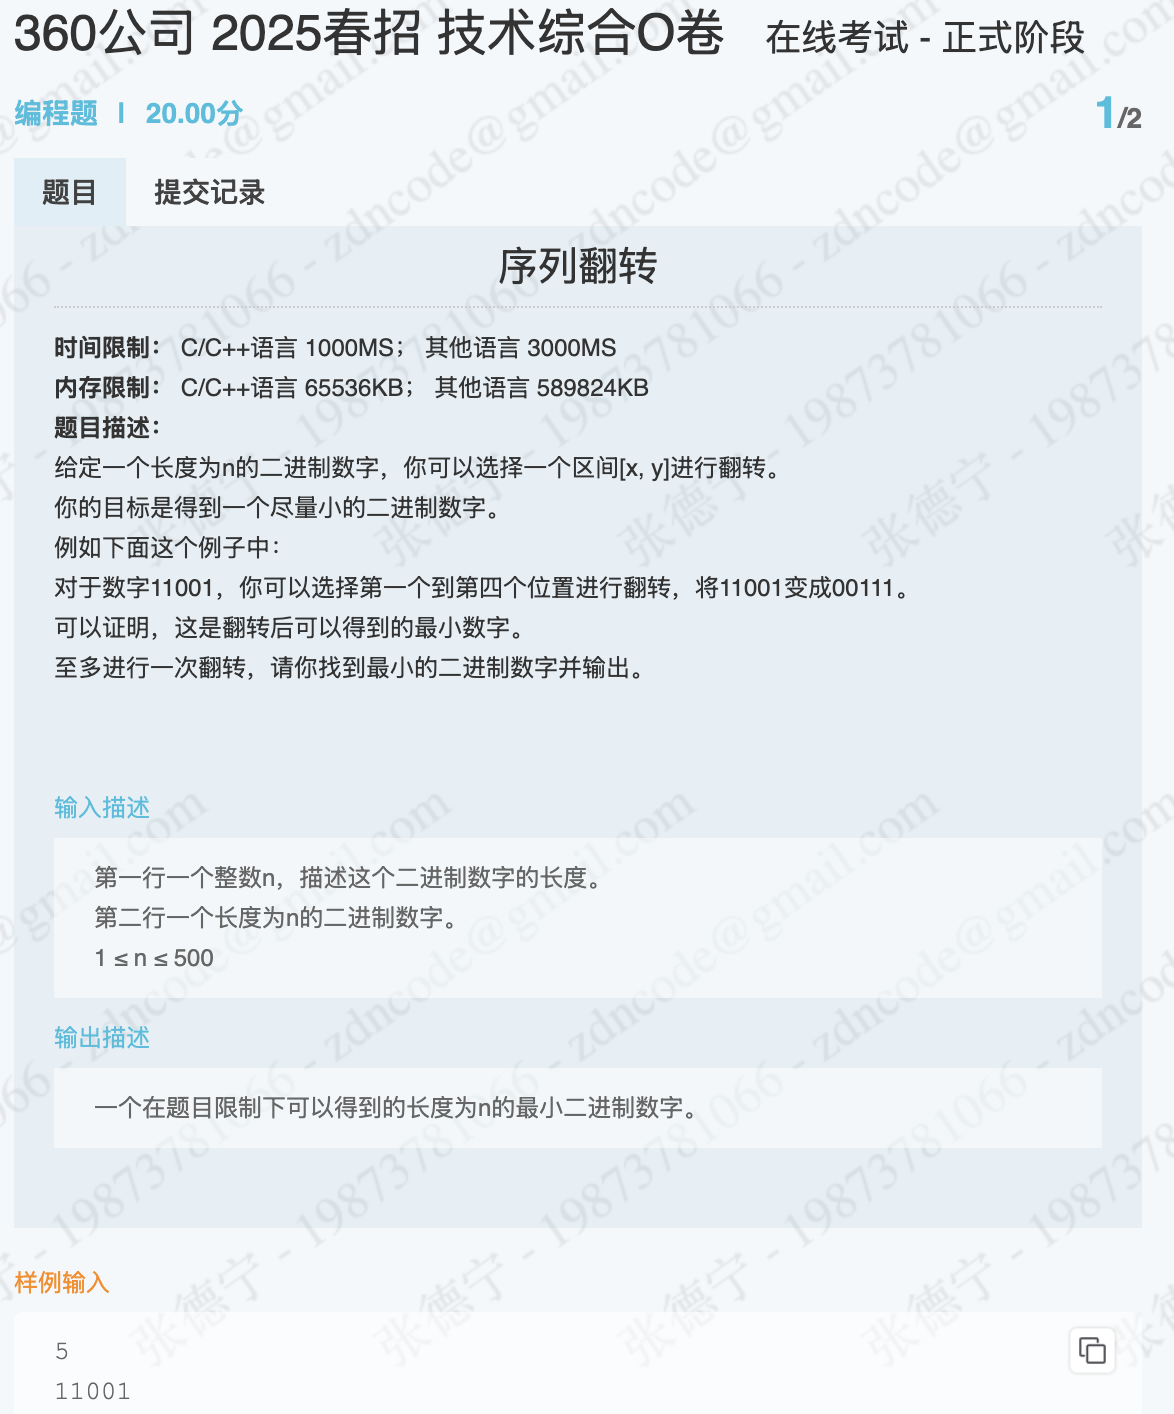 360公司 2025春招 技术综合O卷 在线考试 - 正式阶段
编程题 | 20.00分 1/2
题目 提交记录
序列翻转
时间限制： C/C++语言 1000MS； 其他语言 3000MS
内存限制： C/C++语言 65536KB； 其他语言 589824KB
题目描述：
给定一个长度为n的二进制数字，你可以选择一个区间[x, y]进行翻转。
你的目标是得到一个尽量小的二进制数字。
例如下面这个例子中：
对于数字11001，你可以选择第一个到第四个位置进行翻转，将11001变成00111。
可以证明，这是翻转后可以得到的最小数字。
至多进行一次翻转，请你找到最小的二进制数字并输出。
输入描述
第一行一个整数n，描述这个二进制数字的长度。
第二行一个长度为n的二进制数字。
1 ≤ n ≤ 500
输出描述
一个在题目限制下可以得到的长度为n的最小二进制数字。
样例输入
5
11001
张德宁 - 19873781066 - zdncode@gmail.com